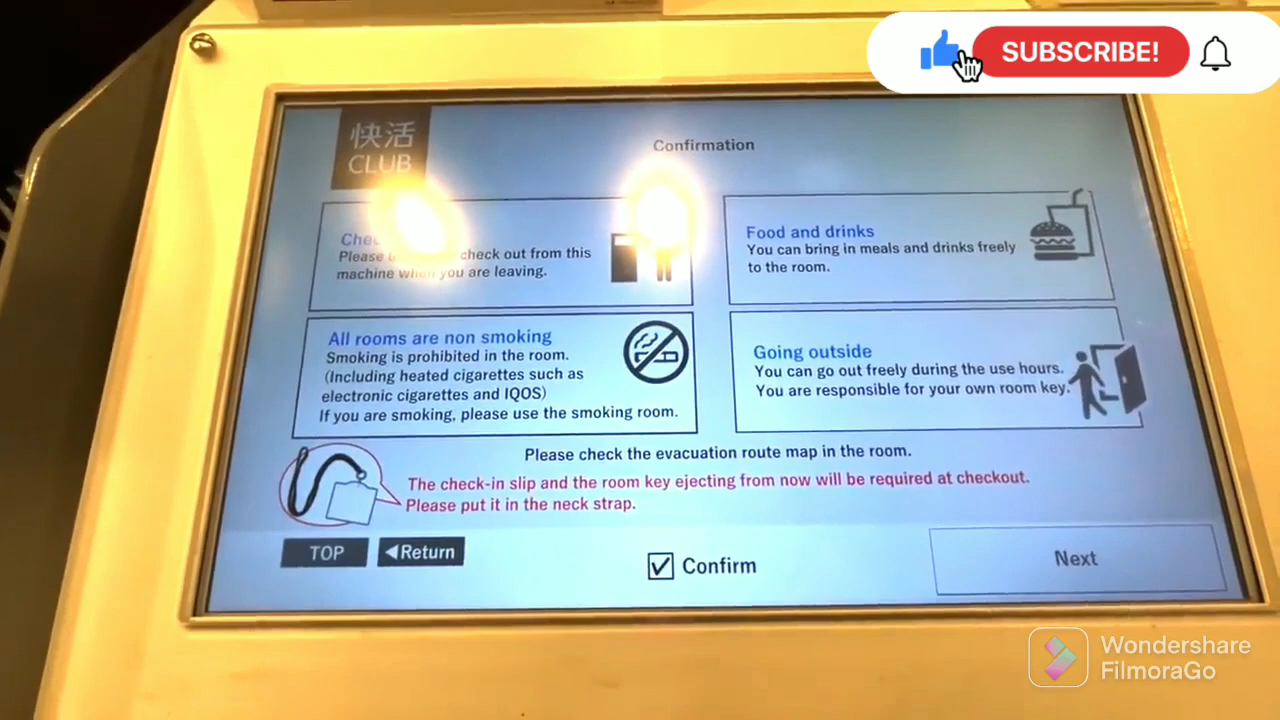 SUBSCRIBE!
快活
CLUB
Confirmation
Please check out from this
machine when you are leaving.
Food and drinks
You can bring in meals and drinks freely
to the room.
All rooms are non smoking
Smoking is prohibited in the room.
(Including heated cigarettes such as
electronic cigarettes and IQOS)
If you are smoking, please use the smoking room.
Going outside
You can go out freely during the use hours.
You are responsible for your own room key.
Please check the evacuation route map in the room.
The check-in slip and the room key ejecting from now will be required at checkout.
Please put it in the neck strap.
TOP
Return
Confirm
Next
Wondershare
FilmoraGo